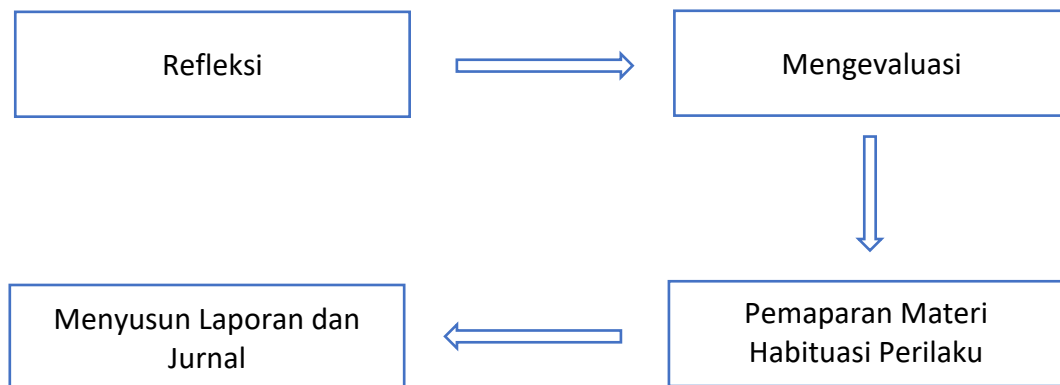 Refleksi
Mengevaluasi
Pemaparan Materi
Habituasi Perilaku
Menyusun Laporan dan
Jurnal